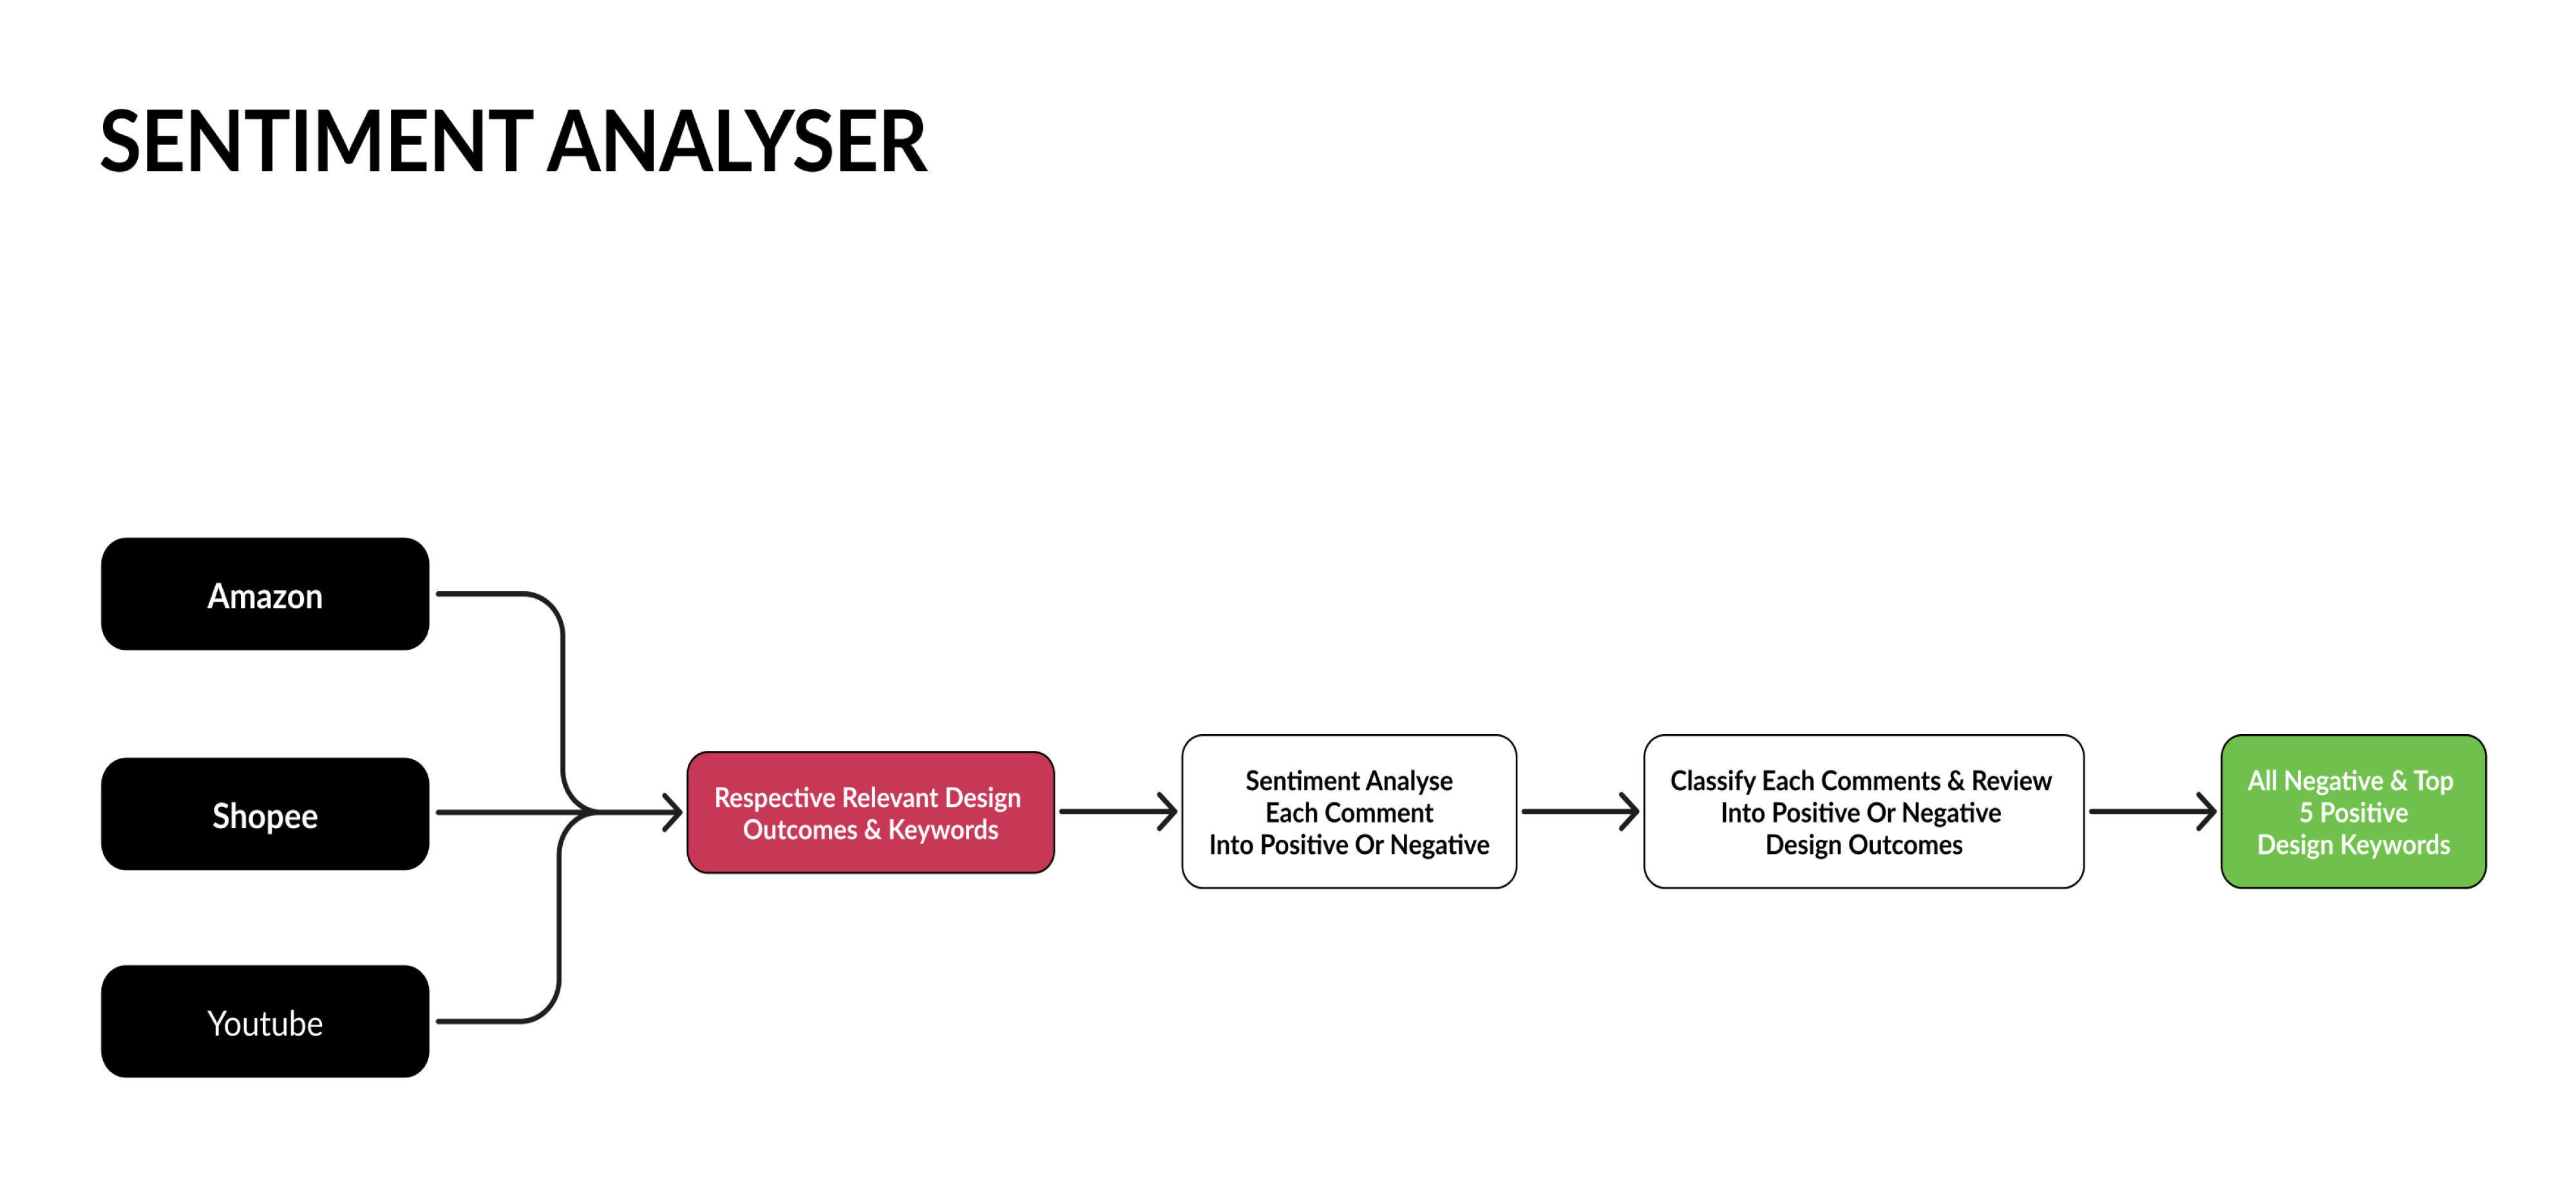 SENTIMENT ANALYSER
Amazon
Shopee
Youtube
Respective Relevant Design
Outcomes & Keywords
Sentiment Analyse
Each Comment
Into Positive Or Negative
Classify Each Comments & Review
Into Positive Or Negative
Design Outcomes
All Negative & Top
5 Positive
Design Keywords